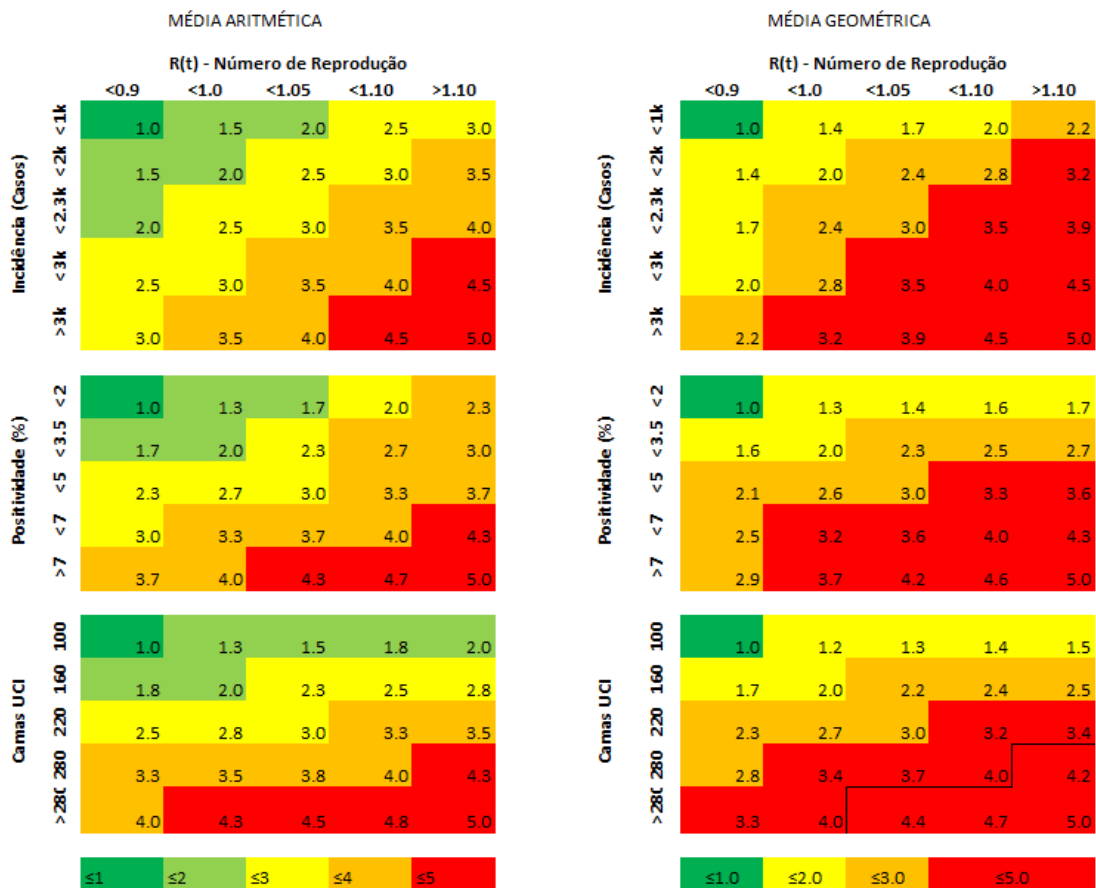 MÉDIA ARITMÉTICA
R(t) - Número de Reprodução
<0.9 <1.0 <1.05 <1.10 >1.10
Incidência (Casos)
<1k 1.0 1.5 2.0 2.5 3.0
<2k 1.5 2.0 2.5 3.0 3.5
<2.3k 2.0 2.5 3.0 3.5 4.0
<3k 2.5 3.0 3.5 4.0 4.5
>3k 3.0 3.5 4.0 4.5 5.0
Positividade (%)
<2 1.0 1.3 1.7 2.0 2.3
<3.5 1.7 2.0 2.3 2.7 3.0
<5 2.3 2.7 3.0 3.3 3.7
<7 3.0 3.3 3.7 4.0 4.3
>7 3.7 4.0 4.3 4.7 5.0
Camas UCI
100 1.0 1.3 1.5 1.8 2.0
160 1.8 2.0 2.3 2.5 2.8
220 2.5 2.8 3.0 3.3 3.5
280 3.3 3.5 3.8 4.0 4.3
>280 4.0 4.3 4.5 4.8 5.0
≤1 ≤2 ≤3 ≤4 ≤5
MÉDIA GEOMÉTRICA
R(t) - Número de Reprodução
<0.9 <1.0 <1.05 <1.10 >1.10
Incidência (Casos)
<1k 1.0 1.4 1.7 2.0 2.2
<2k 1.4 2.0 2.4 2.8 3.2
<2.3k 1.7 2.4 3.0 3.5 3.9
<3k 2.0 2.8 3.5 4.0 4.5
>3k 2.2 3.2 3.9 4.5 5.0
Positividade (%)
<2 1.0 1.3 1.4 1.6 1.7
<3.5 1.6 2.0 2.3 2.5 2.7
<5 2.1 2.6 3.0 3.3 3.6
<7 2.5 3.2 3.6 4.0 4.3
>7 2.9 3.7 4.2 4.6 5.0
Camas UCI
100 1.0 1.2 1.3 1.4 1.5
160 1.7 2.0 2.2 2.4 2.5
220 2.3 2.7 3.0 3.2 3.4
280 2.8 3.4 3.7 4.0 4.2
>280 3.3 4.0 4.4 4.7 5.0
≤1.0 ≤2.0 ≤3.0 ≤5.0